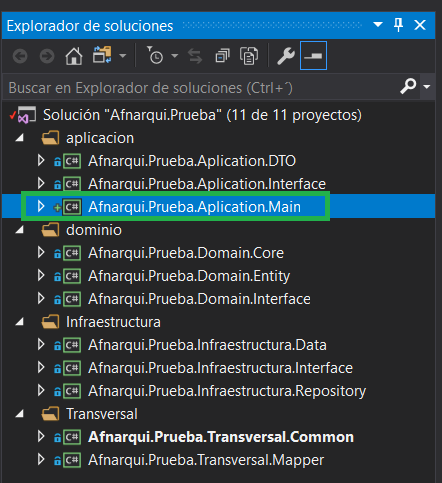 Explorador de soluciones
Buscar en Explorador de soluciones (Ctrl+´)
Solución "Afnarqui.Prueba" (11 de 11 proyectos)
aplicacion
Afnarqui.Prueba.Aplication.DTO
Afnarqui.Prueba.Aplication.Interface
Afnarqui.Prueba.Aplication.Main
dominio
Afnarqui.Prueba.Domain.Core
Afnarqui.Prueba.Domain.Entity
Afnarqui.Prueba.Domain.Interface
Infraestructura
Afnarqui.Prueba.Infraestructura.Data
Afnarqui.Prueba.Infraestructura.Interface
Afnarqui.Prueba.Infraestructura.Repository
Transversal
Afnarqui.Prueba.Transversal.Common
Afnarqui.Prueba.Transversal.Mapper